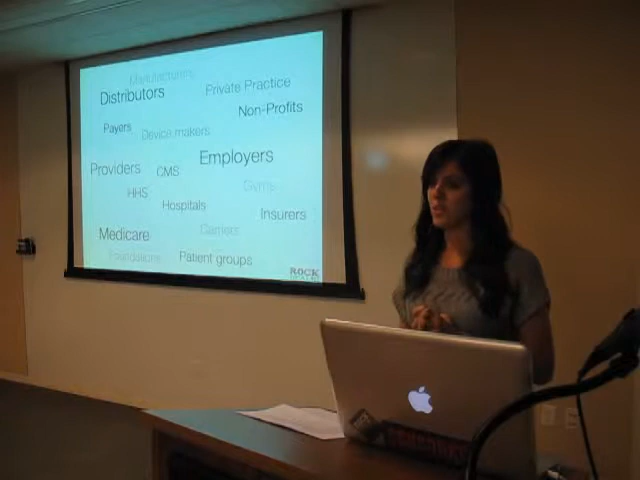 Manufacturers
Distributors
Private Practice
Non-Profits
Payers
Device makers
Employers
Providers
CMS
HHS
Gyms
Hospitals
Insurers
Medicare
Carriers
Foundations
Patient groups
ROCK